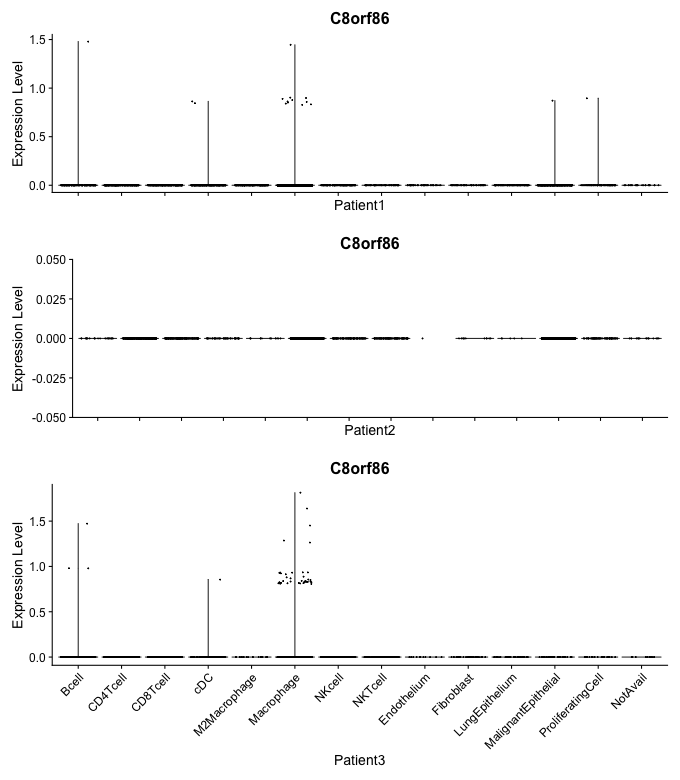 C8orf86
Expression Level
1.5
1.0
0.5
0.0
Patient1
C8orf86
Expression Level
0.050
0.025
0.000
-0.025
-0.050
Patient2
C8orf86
Expression Level
1.5
1.0
0.5
0.0
Bcell
CD4Tcell
CD8Tcell
cDC
M2Macrophage
Macrophage
NKcell
NKTcell
Endothelium
Fibroblast
LungEpithelium
MalignantEpithelial
ProliferatingCell
NotAvail
Patient3